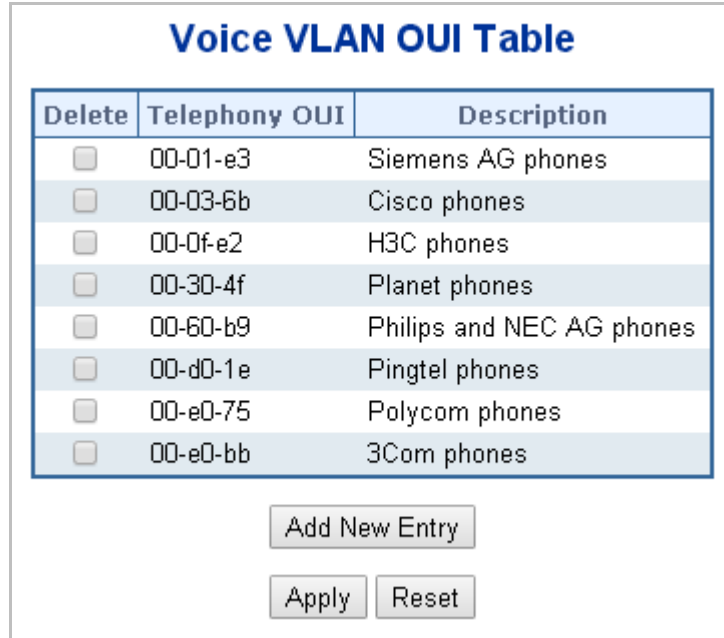 Voice VLAN OUI Table
Delete Telephony OUI Description
00-01-e3 Siemens AG phones
00-03-6b Cisco phones
00-0f-e2 H3C phones
00-30-4f Planet phones
00-60-b9 Philips and NEC AG phones
00-d0-1e Pingtel phones
00-e0-75 Polycom phones
00-e0-bb 3Com phones
Add New Entry
Apply Reset